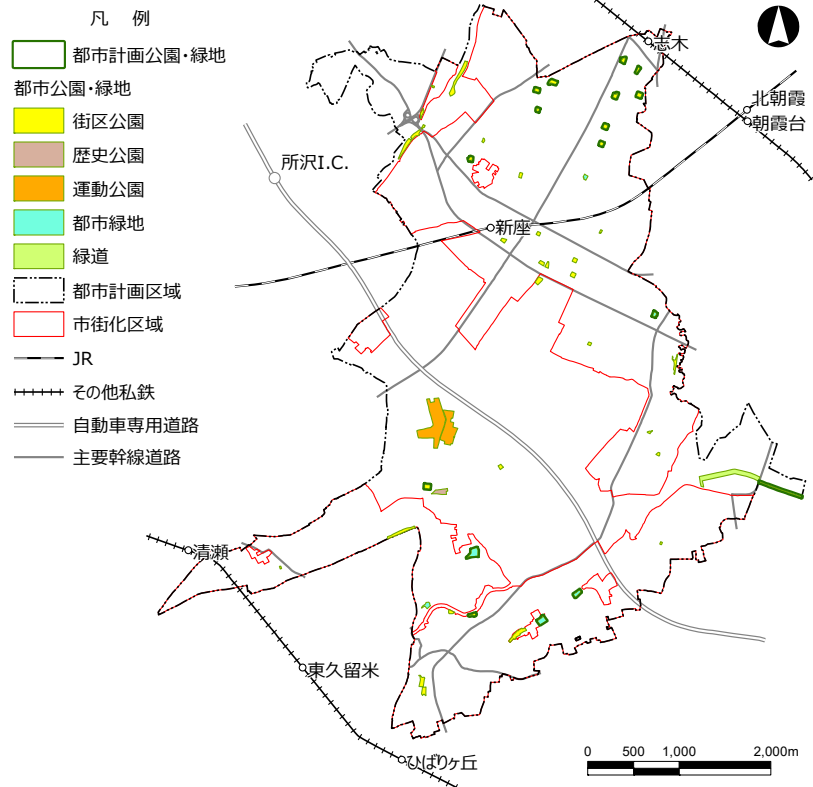 凡 例
都市計画公園・緑地
都市公園・緑地
街区公園
歴史公園
運動公園
都市緑地
緑道
都市計画区域
市街化区域
JR
その他私鉄
自動車専用道路
主要幹線道路
志木
北朝霞
朝霞台
所沢I.C.
新座
清瀬
東久留米
ひばりヶ丘
0 500 1,000 2,000m